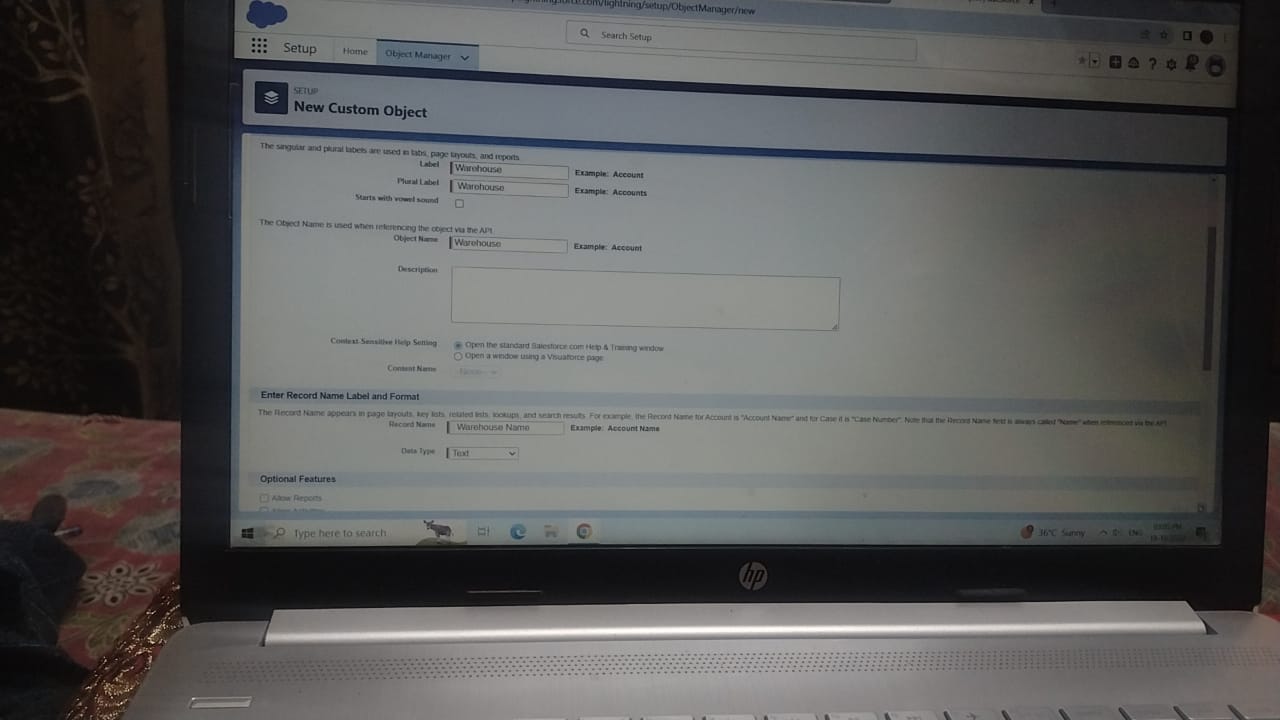 lightning/setup/ObjectManager/new
Search Setup
Setup
Home
Object Manager
SETUP
New Custom Object
The singular and plural labels are used in tabs, page layouts, and reports.
Label Warehouse Example: Account
Plural Label Warehouse Example: Accounts
Starts with vowel sound
The Object Name is used when referencing the object via the API.
Object Name Warehouse Example: Account
Description
Context-Sensitive Help Setting Open the standard Salesforce.com Help & Training window
Open a window using a Visualforce page
Content Name --None--
Enter Record Name Label and Format
The Record Name appears in page layouts, key lists, related lists, lookups, and search results. For example, the Record Name for Account is "Account Name" and for Case it is "Case Number". Note that the Record Name field is always called "Name" when referenced via the API.
Record Name Warehouse Name Example: Account Name
Data Type Text
Optional Features
Allow Reports
Type here to search
36°C Sunny
ENG
hp